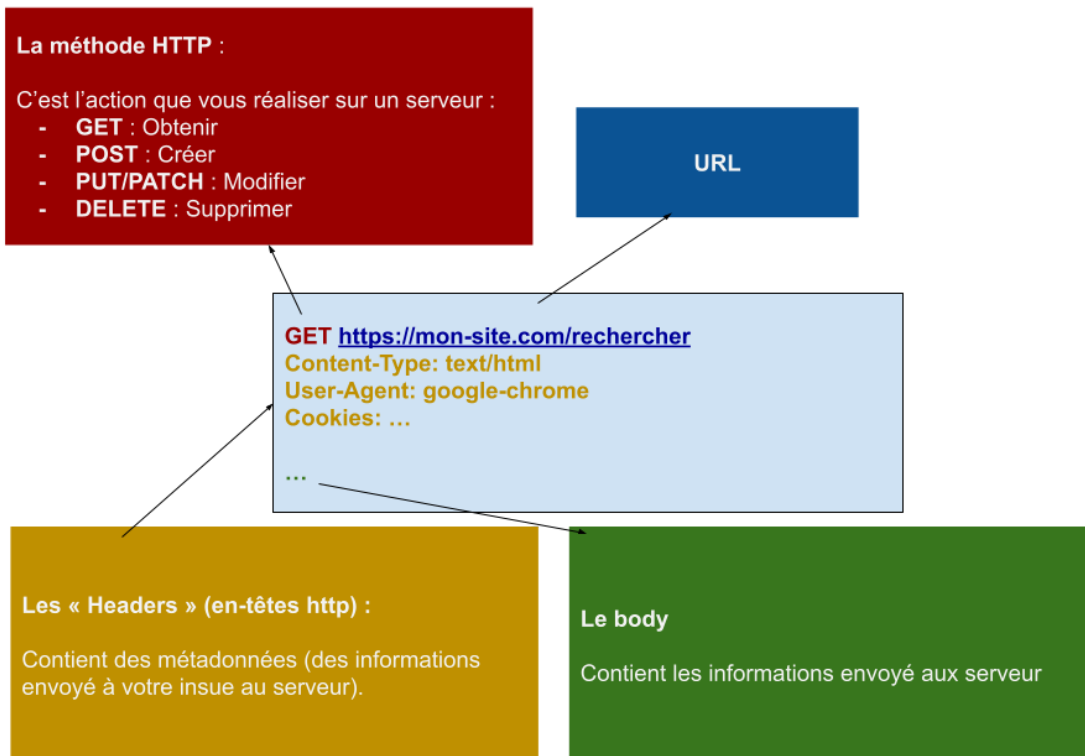 La méthode HTTP :
C'est l'action que vous réaliser sur un serveur :
- GET : Obtenir
- POST : Créer
- PUT/PATCH : Modifier
- DELETE : Supprimer
URL
GET https://mon-site.com/rechercher
Content-Type: text/html
User-Agent: google-chrome
Cookies: …
…
Les « Headers » (en-têtes http) :
Contient des métadonnées (des informations
envoyé à votre insue au serveur).
Le body
Contient les informations envoyé aux serveur